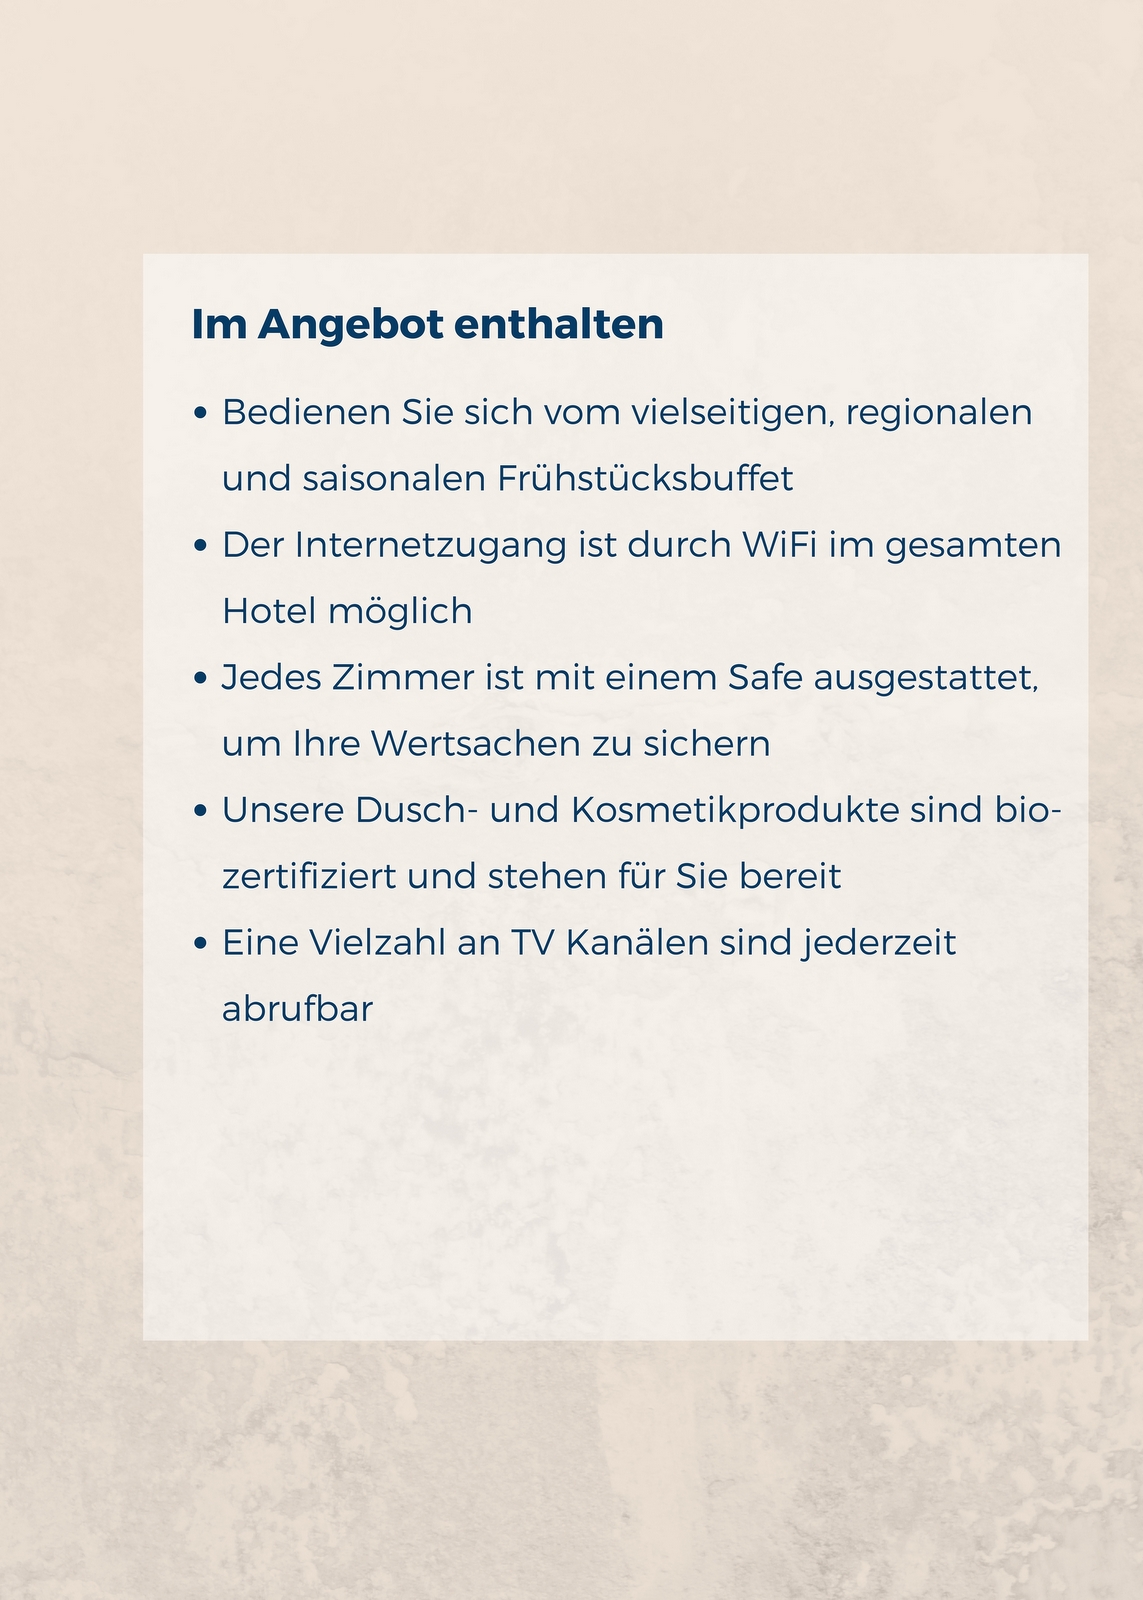 Im Angebot enthalten
• Bedienen Sie sich vom vielseitigen, regionalen
und saisonalen Frühstücksbuffet
• Der Internetzugang ist durch WiFi im gesamten
Hotel möglich
• Jedes Zimmer ist mit einem Safe ausgestattet,
um Ihre Wertsachen zu sichern
• Unsere Dusch- und Kosmetikprodukte sind bio-
zertifiziert und stehen für Sie bereit
• Eine Vielzahl an TV Kanälen sind jederzeit
abrufbar